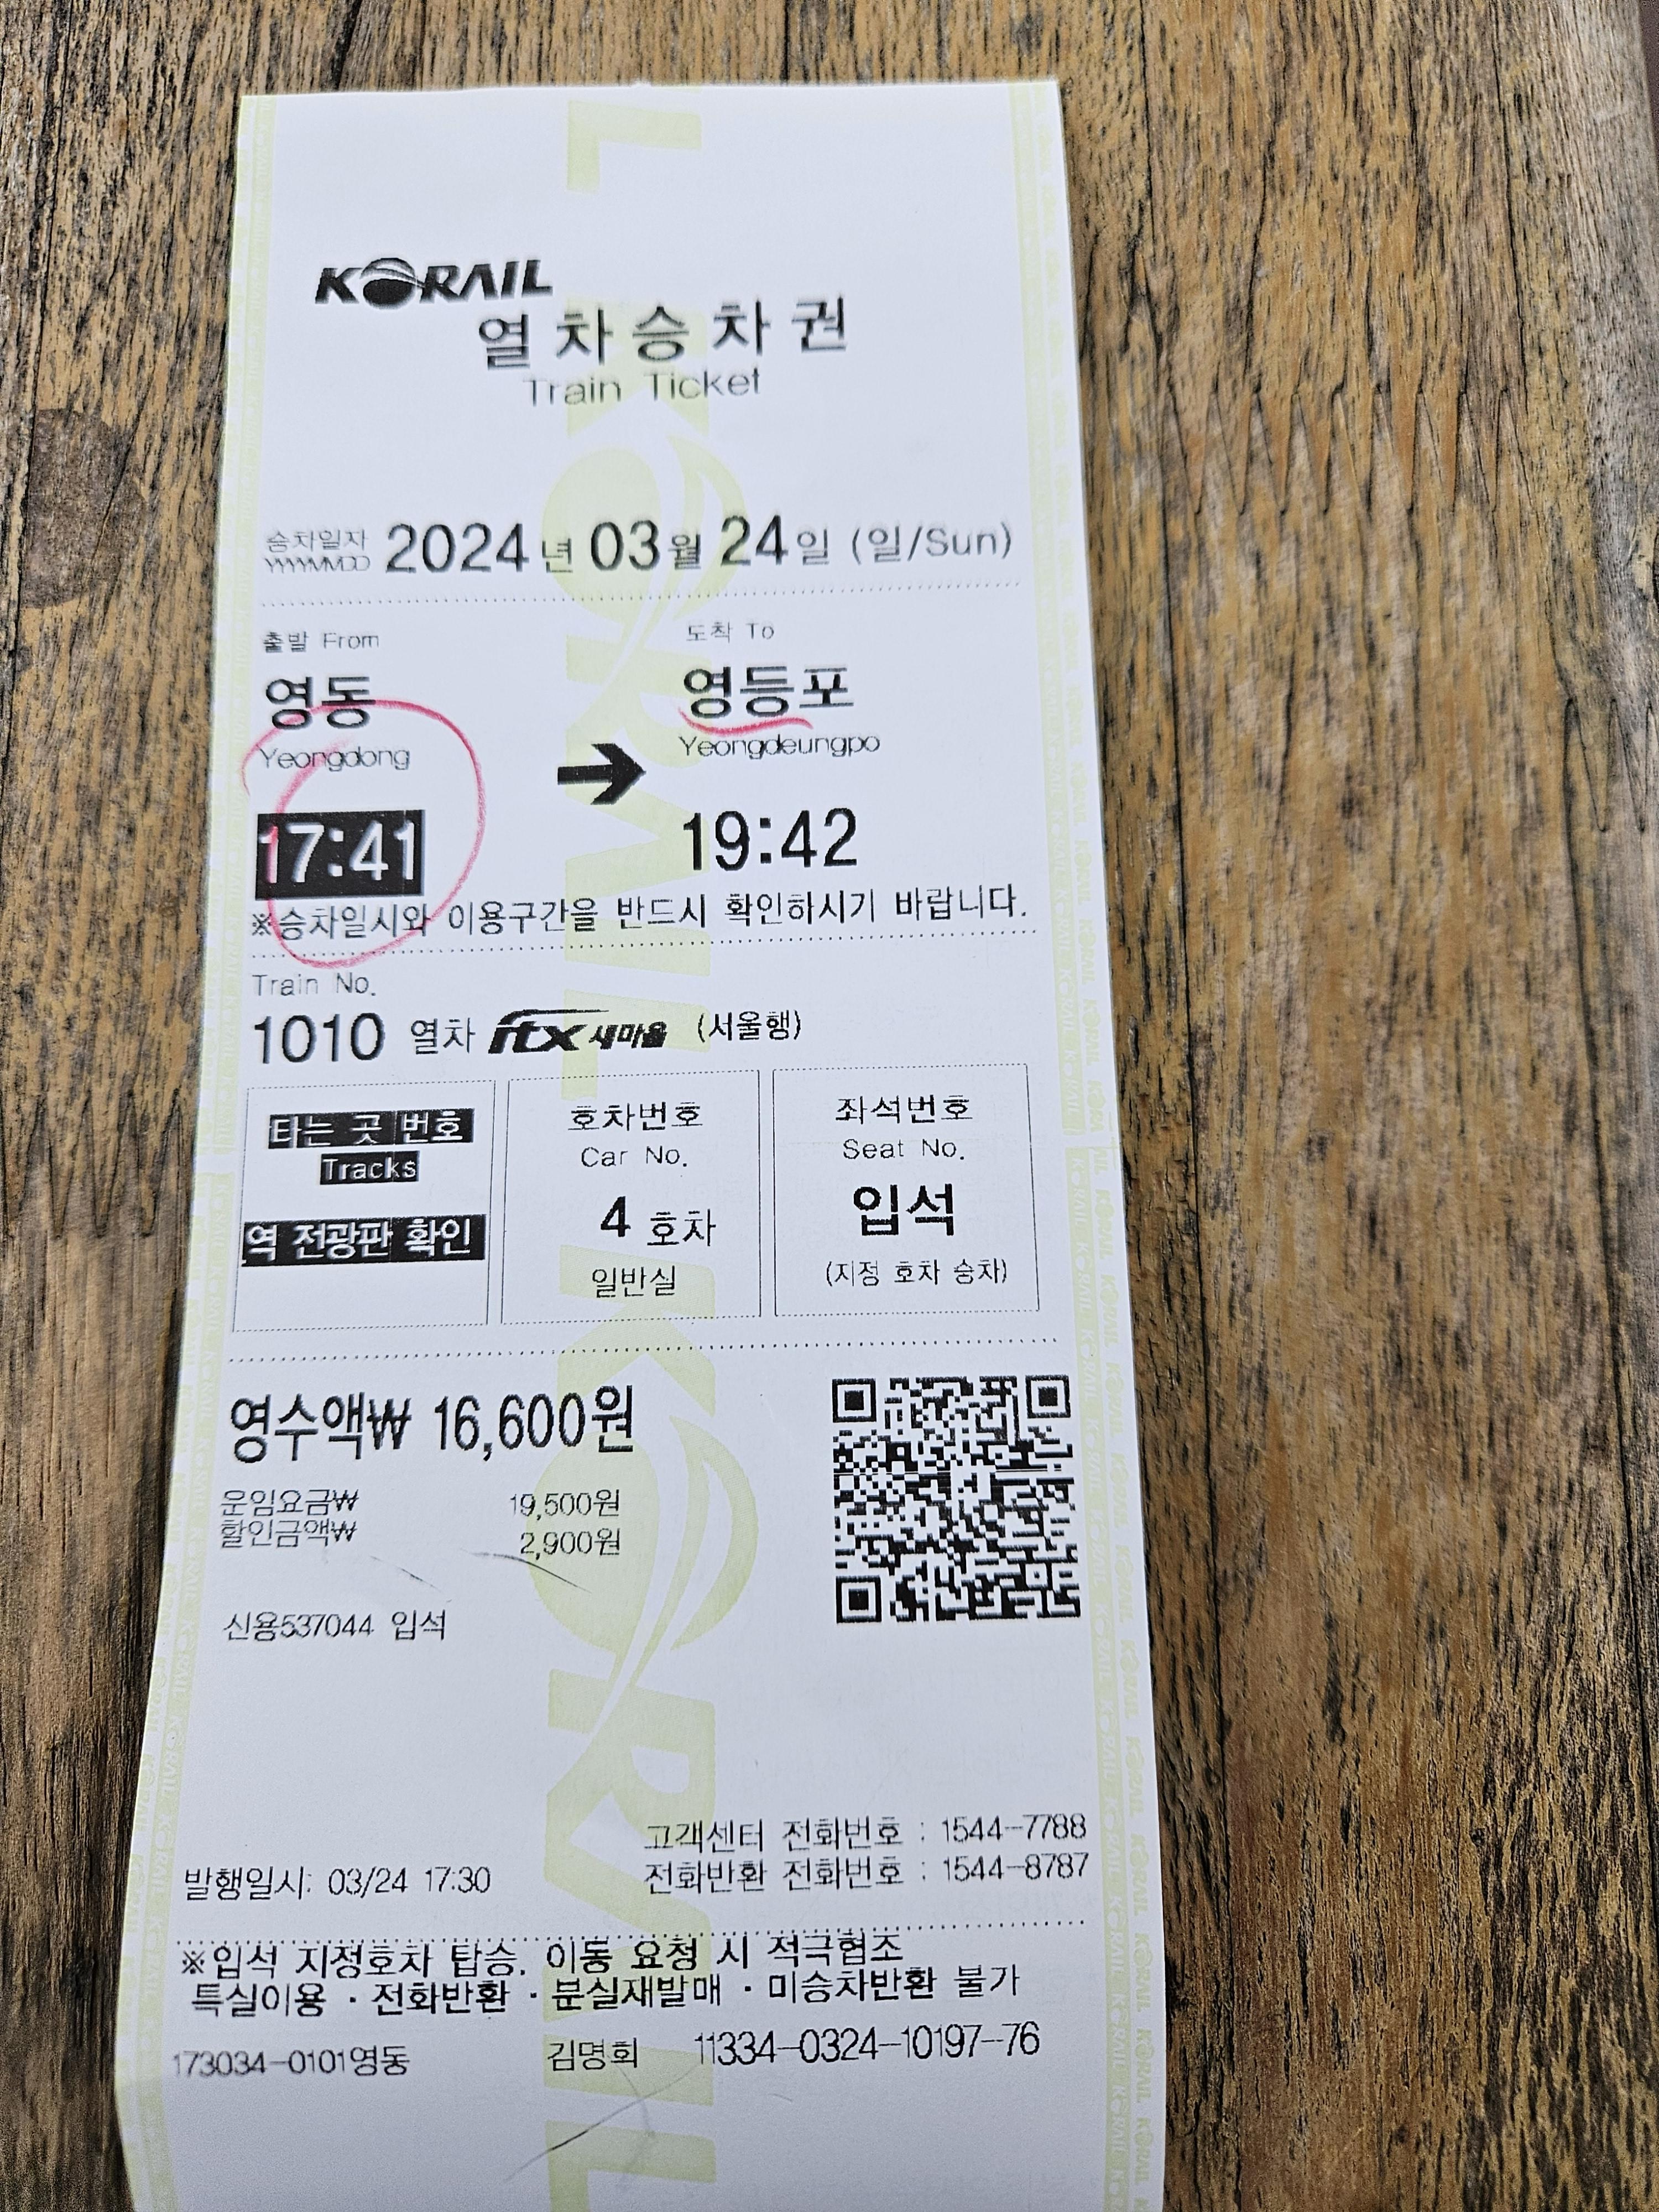 KORAIL
열차승차권
Train Ticket
승차일자 2024년 03월 24일 (일/Sun)
YYYYMMDD
출발 From 도착 To
영동 영등포
Yeongdong Yeongdeungpo
17:41 19:42
※승차일시와 이용구간을 반드시 확인하시기 바랍니다.
Train No.
1010 열차 itx 새마을 (서울행)
타는 곳 번호 호차번호 좌석번호
Tracks Car No. Seat No.
역 전광판 확인 4 호차 입석
일반실 (지정 호차 승차)
영수액₩ 16,600원
운임요금₩ 19,500원
할인금액₩ 2,900원
신용537044 입석
고객센터 전화번호 : 1544-7788
발행일시: 03/24 17:30 전화반환 전화번호 : 1544-8787
※입석 지정호차 탑승, 이동 요청 시 적극협조
특실이용 · 전화반환 · 분실재발매 · 미승차반환 불가
173034-0101영동 김명회 11334-0324-10197-76